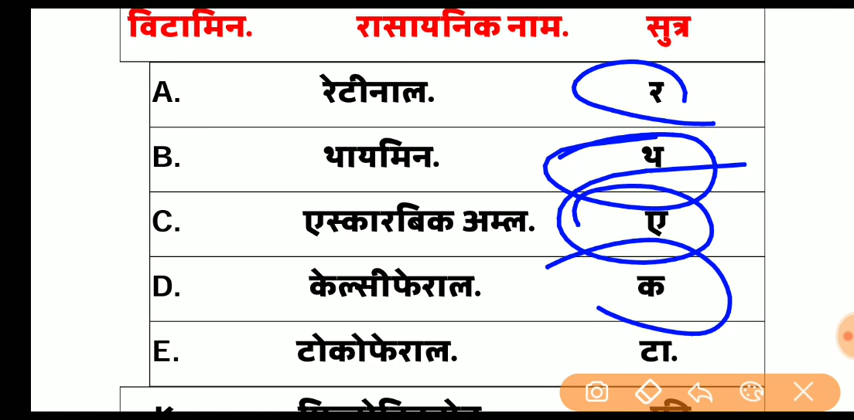 विटामिन. रासायनिक नाम. सुत्र
A. रेटीनाल. र
B. थायमिन. थ
C. एस्कारबिक अम्ल. ए
D. केल्सीफेराल. क
E. टोकोफेराल. टा.